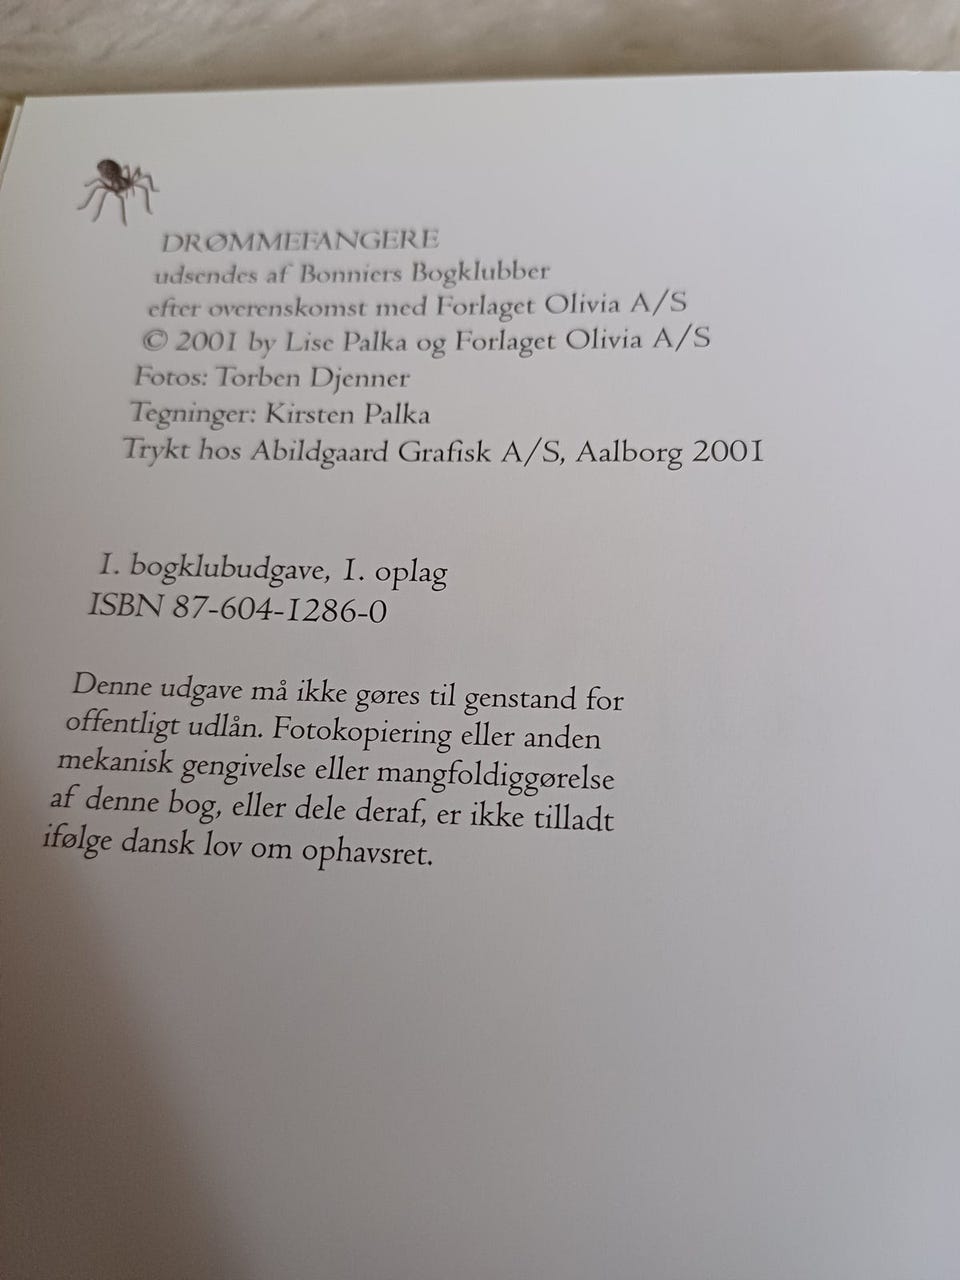 DRØMMEFANGERE
udsendes af Bonniers Bogklubber
efter overenskomst med Forlaget Olivia A/S
© 2001 by Lise Palka og Forlaget Olivia A/S
Fotos: Torben Djenner
Tegninger: Kirsten Palka
Trykt hos Abildgaard Grafisk A/S, Aalborg 2001
1. bogklubudgave, 1. oplag
ISBN 87-604-1286-0
Denne udgave må ikke gøres til genstand for
offentligt udlån. Fotokopiering eller anden
mekanisk gengivelse eller mangfoldiggørelse
af denne bog, eller dele deraf, er ikke tilladt
ifølge dansk lov om ophavsret.